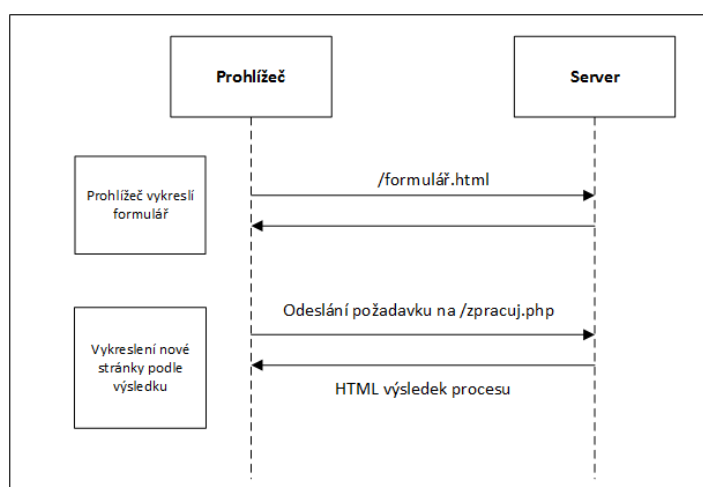 Prohlížeč
Server
Prohlížeč vykreslí
formulář
/formulář.html
Odeslání požadavku na /zpracuj.php
Vykreslení nové
stránky podle
výsledku
HTML výsledek procesu